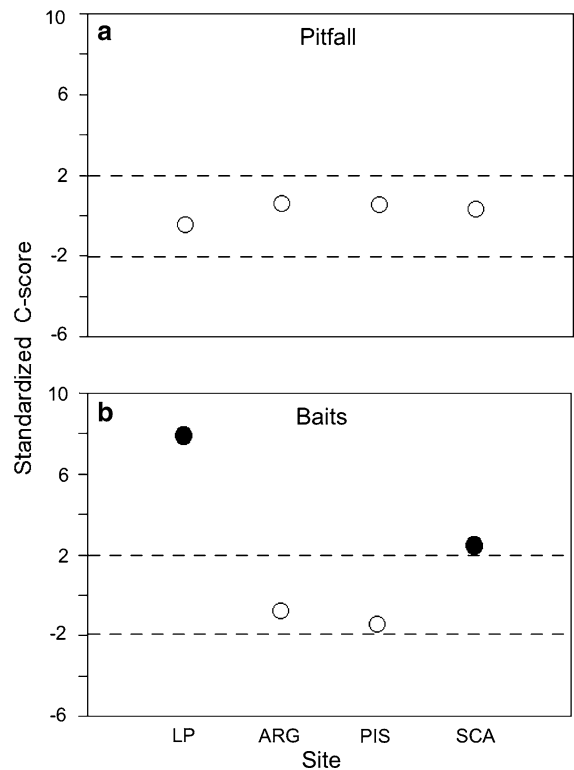 Standardized C-score
10
a
Pitfall
6
2
-2
-6
10
b
Baits
6
2
-2
-6
LP ARG PIS SCA
Site